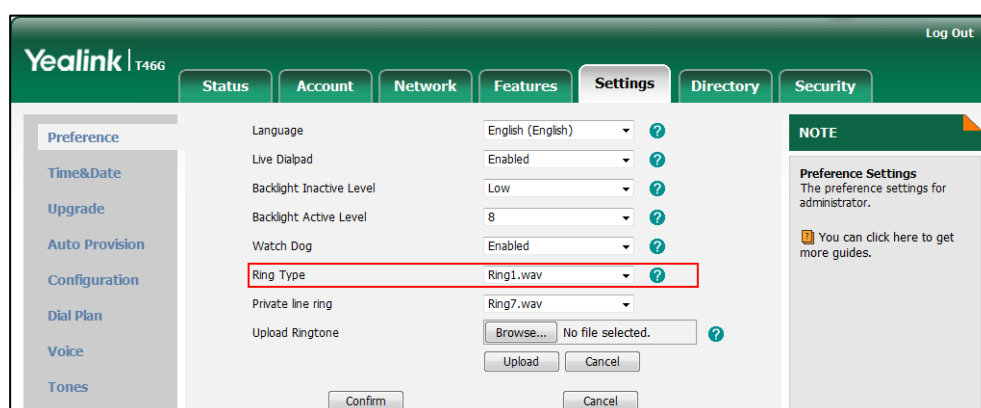 Log Out
Yealink T46G
Status Account Network Features Settings Directory Security
Preference
Time&Date
Upgrade
Auto Provision
Configuration
Dial Plan
Voice
Tones
Language English (English) ?
Live Dialpad Enabled ?
Backlight Inactive Level Low ?
Backlight Active Level 8 ?
Watch Dog Enabled ?
Ring Type Ring1.wav ?
Private line ring Ring7.wav
Upload Ringtone Browse... No file selected. ?
Upload Cancel
Confirm Cancel
NOTE
Preference Settings
The preference settings for
administrator.
? You can click here to get
more guides.